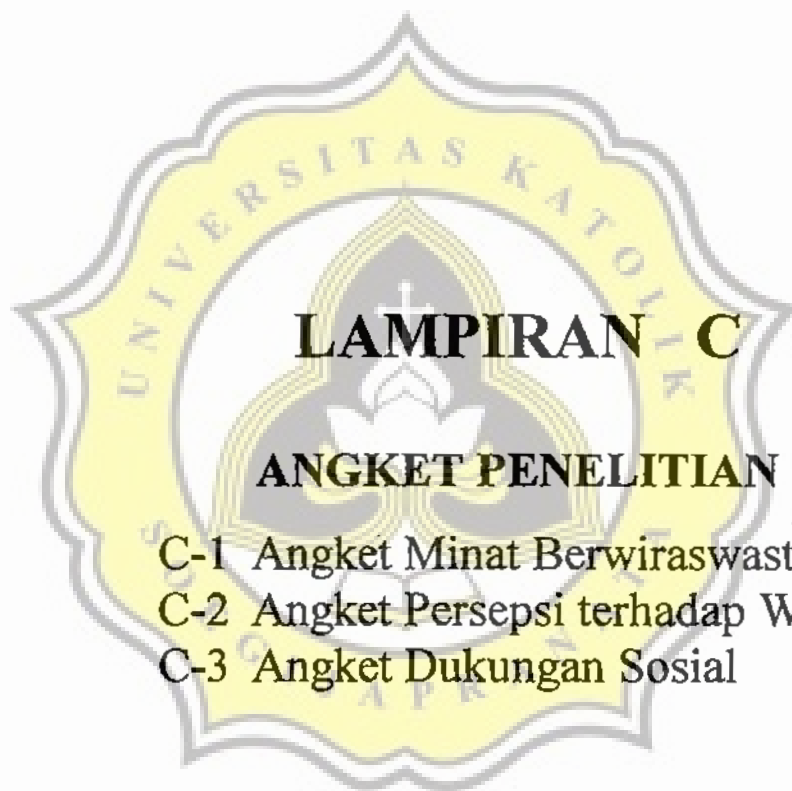 UNIVERSITAS KATOLIK
LAMPIRAN C
ANGKET PENELITIAN
C-1 Angket Minat Berwiraswast
C-2 Angket Persepsi terhadap W
C-3 Angket Dukungan Sosial